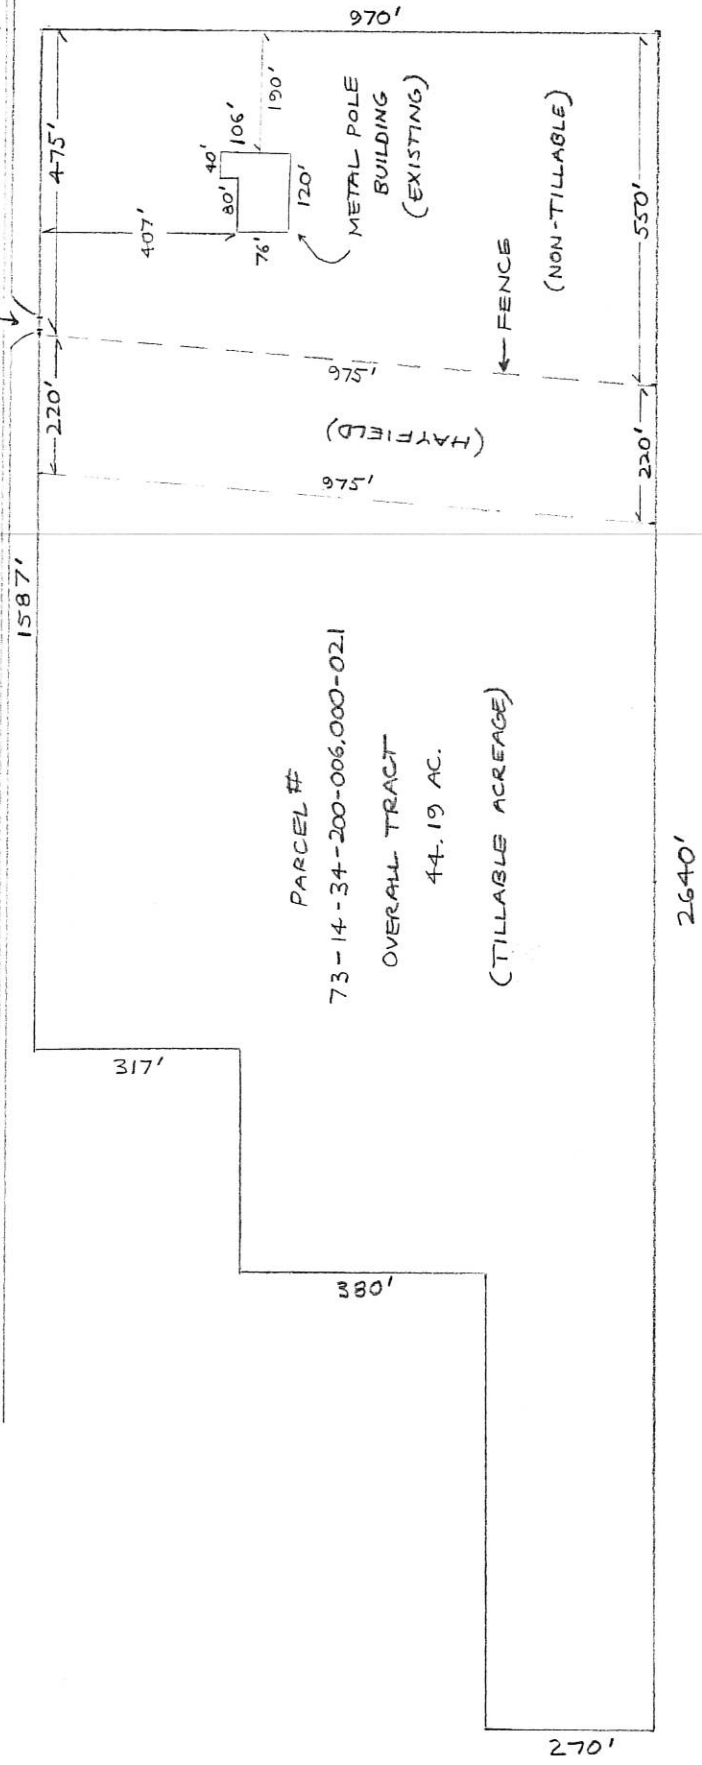 970'
475'
407'
40'
106'
190'
80'
120'
76'
METAL POLE
BUILDING
(EXISTING)
(NON-TILLABLE)
550'
FENCE
975'
220'
(HAYFIELD)
220'
975'
1587'
PARCEL #
73-14-34-200-006.000-021
OVERALL TRACT
44.19 AC.
(TILLABLE ACREAGE)
2640'
317'
380'
270'